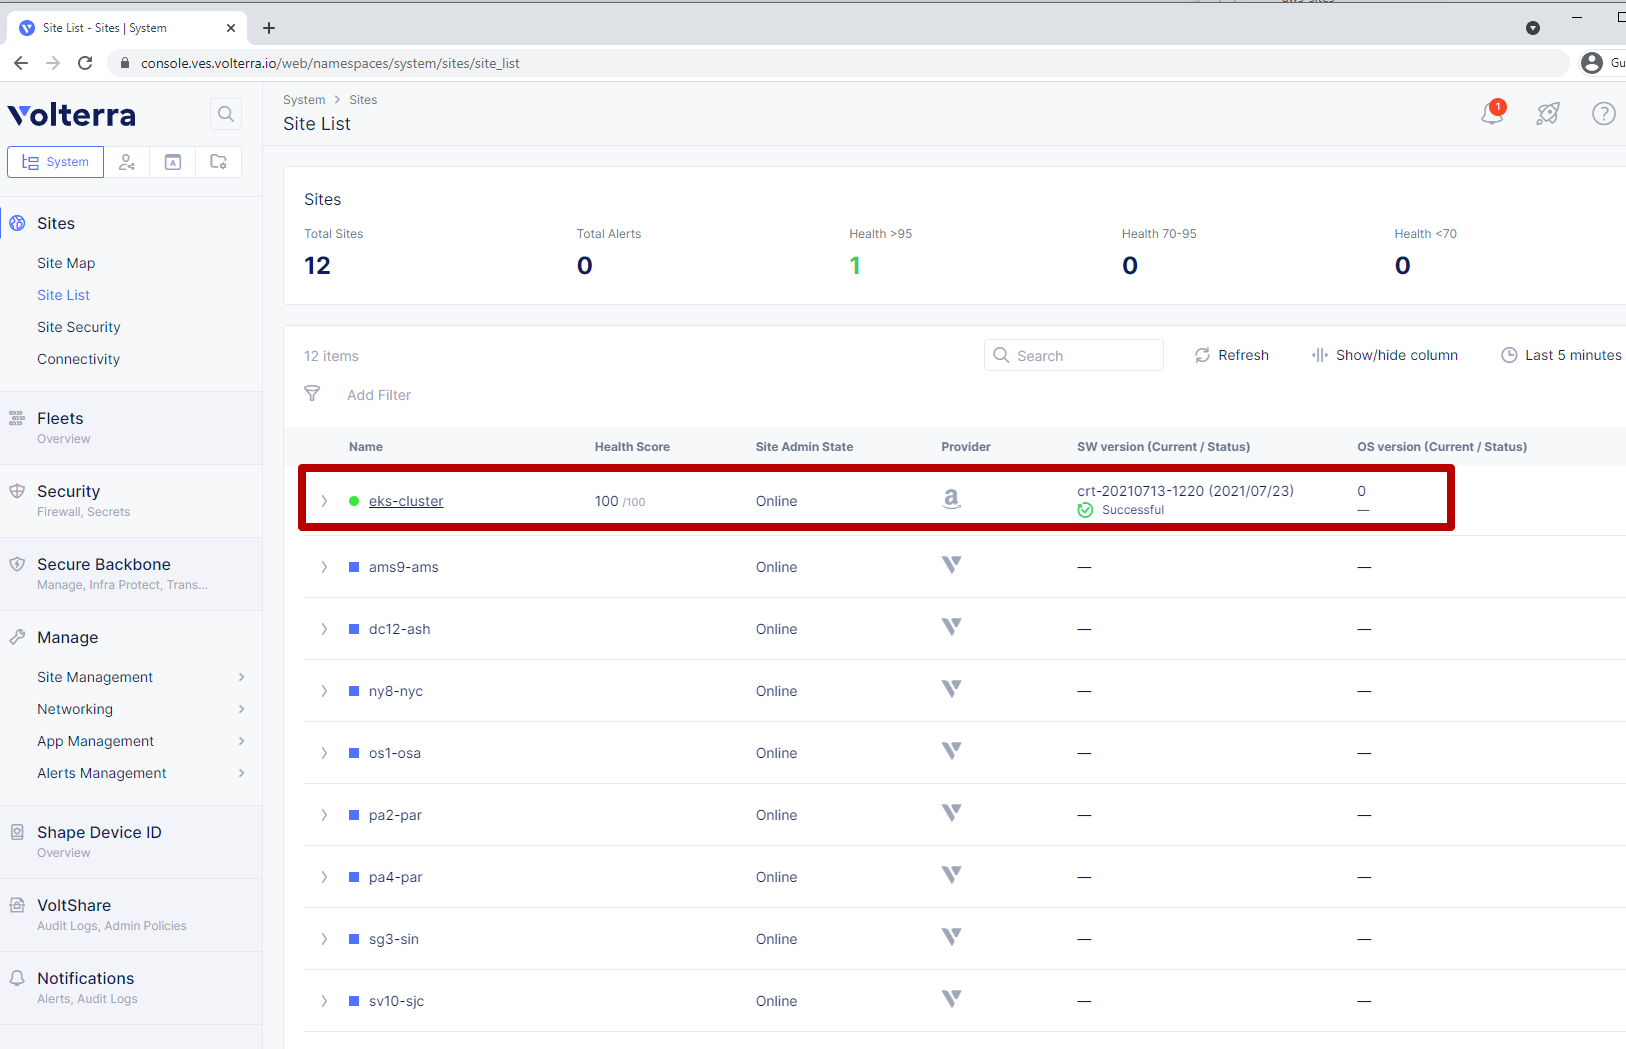 Site List - Sites | System
console.ves.volterra.io/web/namespaces/system/sites/site_list
Volterra
System > Sites
Site List
1
System
A
Sites
Site Map
Site List
Site Security
Connectivity
Fleets
Overview
Security
Firewall, Secrets
Secure Backbone
Manage, Infra Protect, Trans...
Manage
Site Management
Networking
App Management
Alerts Management
Shape Device ID
Overview
VoltShare
Audit Logs, Admin Policies
Notifications
Alerts, Audit Logs
Sites
Total Sites Total Alerts Health >95 Health 70-95 Health <70
12 0 1 0 0
12 items Search Refresh Show/hide column Last 5 minutes
Add Filter
Name Health Score Site Admin State Provider SW version (Current / Status) OS version (Current / Status)
eks-cluster 100 /100 Online a crt-20210713-1220 (2021/07/23) 0
Successful —
ams9-ams Online — —
dc12-ash Online — —
ny8-nyc Online — —
os1-osa Online — —
pa2-par Online — —
pa4-par Online — —
sg3-sin Online — —
sv10-sjc Online — —